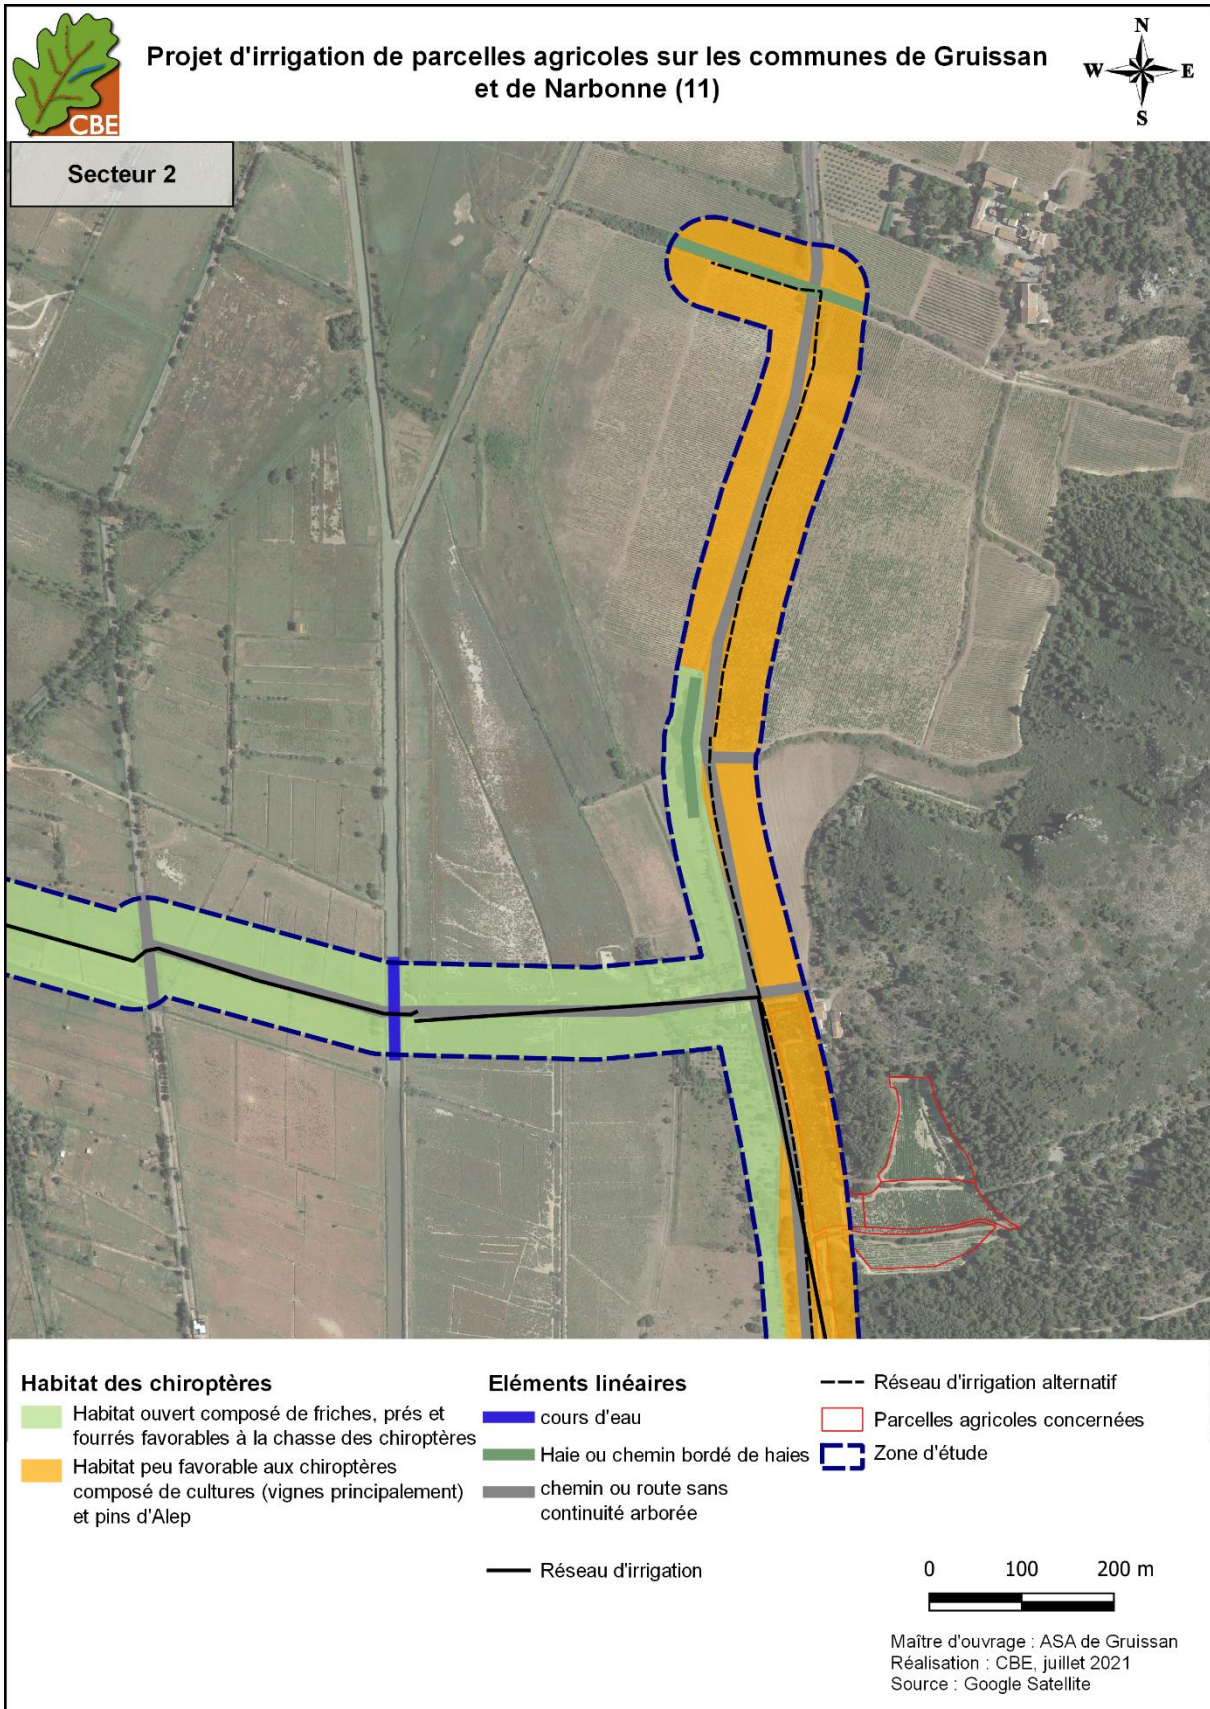 Projet d'irrigation de parcelles agricoles sur les communes de Gruissan
et de Narbonne (11)
CBE
N
W
E
S
Secteur 2
Habitat des chiroptères
Habitat ouvert composé de friches, prés et
fourrés favorables à la chasse des chiroptères
Habitat peu favorable aux chiroptères
composé de cultures (vignes principalement)
et pins d'Alep
Eléments linéaires
cours d'eau
Haie ou chemin bordé de haies
chemin ou route sans
continuité arborée
Réseau d'irrigation
Réseau d'irrigation alternatif
Parcelles agricoles concernées
Zone d'étude
0 100 200 m
Maître d'ouvrage : ASA de Gruissan
Réalisation : CBE, juillet 2021
Source : Google Satellite